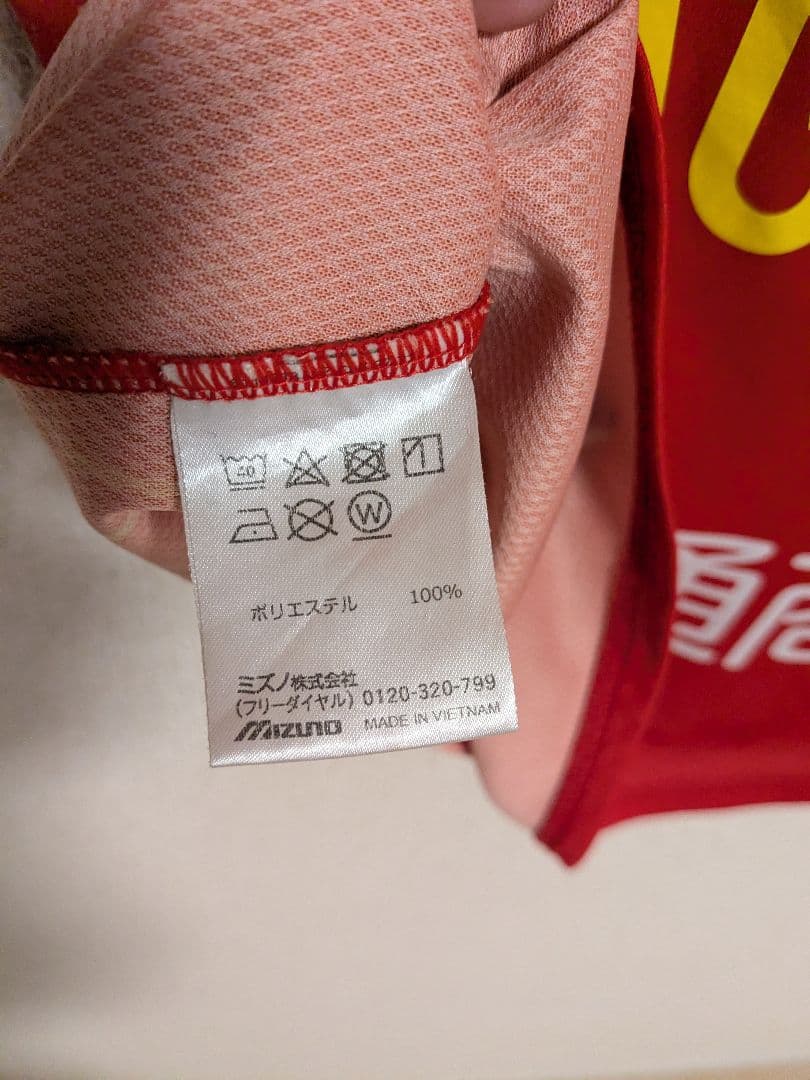 40
W
ポリエステル 100%
ミズノ株式会社
(フリーダイヤル) 0120-320-799
MIZUNO MADE IN VIETNAM